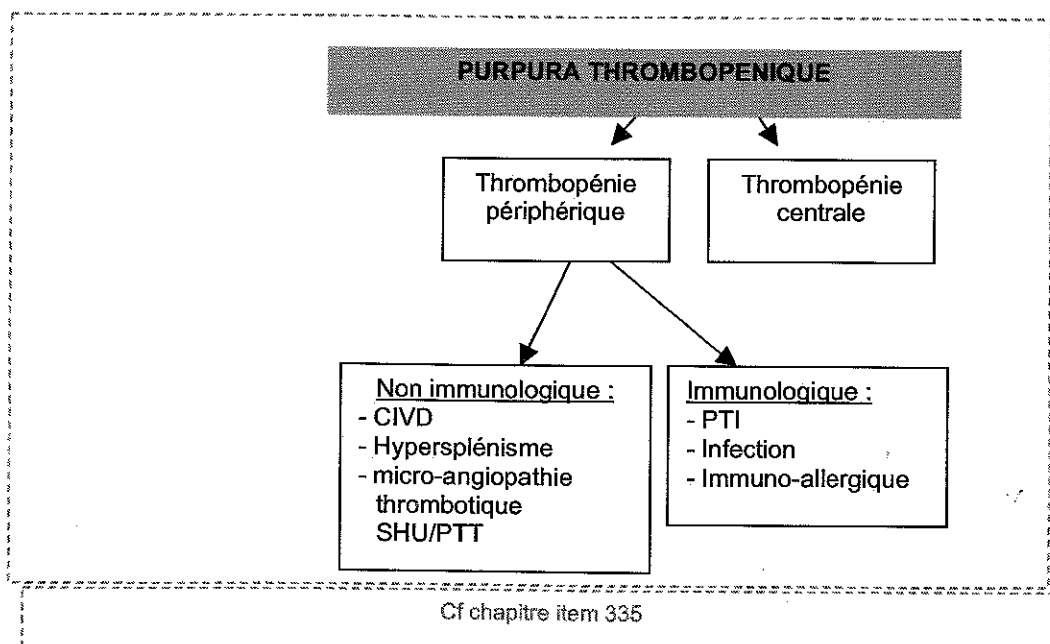 PURPURA THROMBOPENIQUE
Thrombopénie
périphérique
Thrombopénie
centrale
Non immunologique :
- CIVD
- Hypersplénisme
- micro-angiopathie
thrombotique
SHU/PTT
Immunologique :
- PTI
- Infection
- Immuno-allergique
Cf chapitre item 335